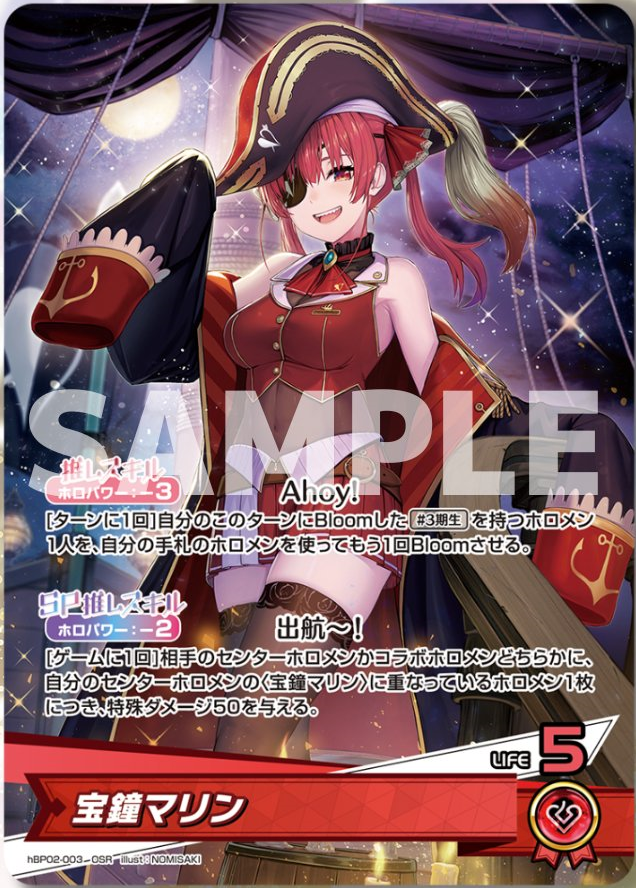 SAMPLE
推しスキル
ホロパワー：－3
Ahoy!
[ターンに1回]自分のこのターンにBloomした #3期生 を持つホロメン
1人を、自分の手札のホロメンを使ってもう1回Bloomさせる。
SP推しスキル
ホロパワー：－2
出航〜!
[ゲームに1回]相手のセンターホロメンかコラボホロメンどちらかに、
自分のセンターホロメンの〈宝鐘マリン〉に重なっているホロメン1枚
につき、特殊ダメージ50を与える。
LIFE 5
宝鐘マリン
hBP02-003 OSR illust：NOMISAKI